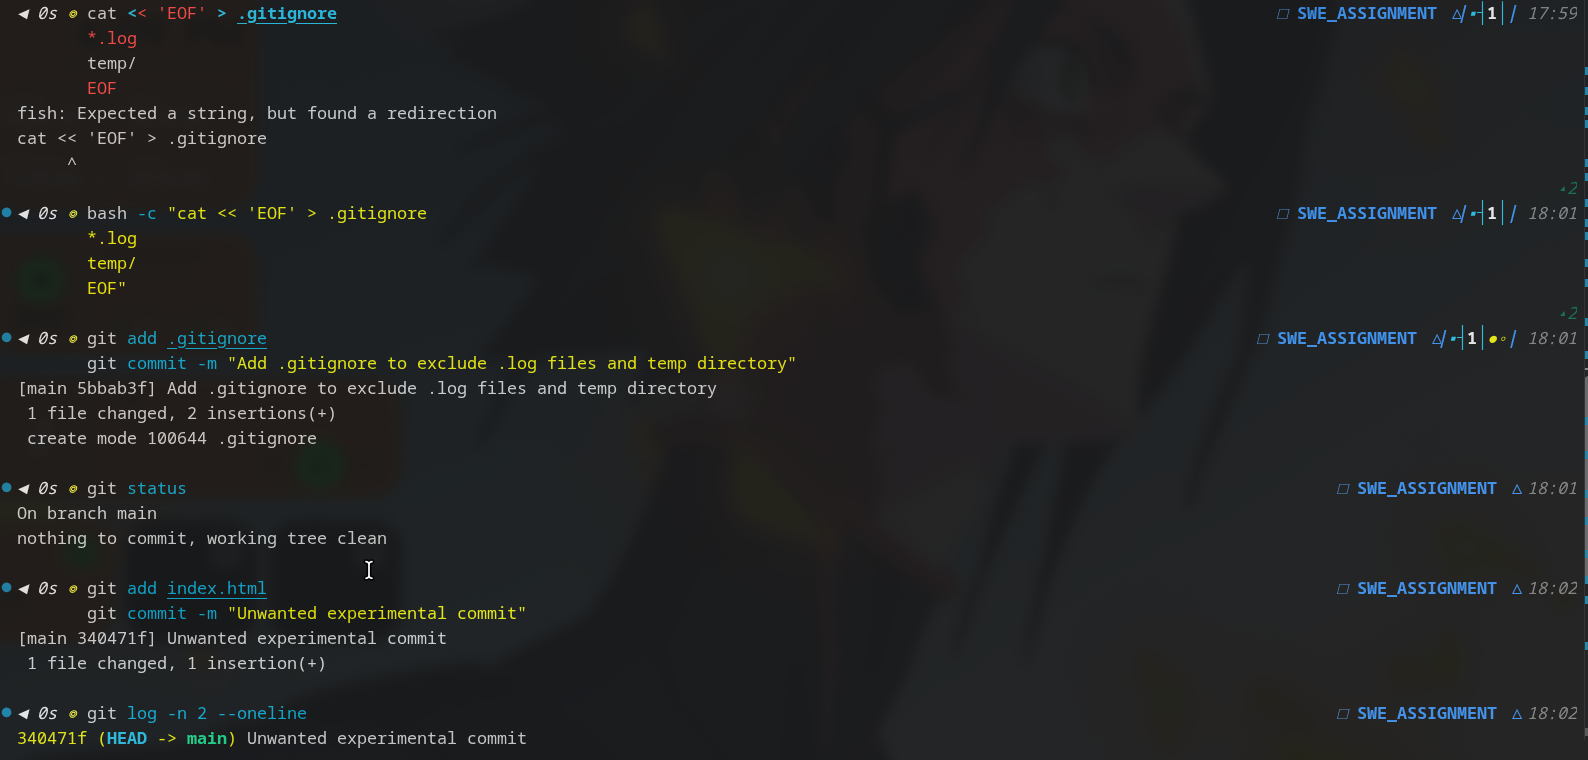 ◀ 0s cat << 'EOF' > .gitignore SWE_ASSIGNMENT 1 17:59
*.log
temp/
EOF
fish: Expected a string, but found a redirection
cat << 'EOF' > .gitignore
^
2
◀ 0s bash -c "cat << 'EOF' > .gitignore SWE_ASSIGNMENT 1 18:01
*.log
temp/
EOF"
2
◀ 0s git add .gitignore SWE_ASSIGNMENT 1 18:01
git commit -m "Add .gitignore to exclude .log files and temp directory"
[main 5bbab3f] Add .gitignore to exclude .log files and temp directory
1 file changed, 2 insertions(+)
create mode 100644 .gitignore
◀ 0s git status SWE_ASSIGNMENT △ 18:01
On branch main
nothing to commit, working tree clean
◀ 0s git add index.html SWE_ASSIGNMENT △ 18:02
git commit -m "Unwanted experimental commit"
[main 340471f] Unwanted experimental commit
1 file changed, 1 insertion(+)
◀ 0s git log -n 2 --oneline SWE_ASSIGNMENT △ 18:02
340471f (HEAD -> main) Unwanted experimental commit